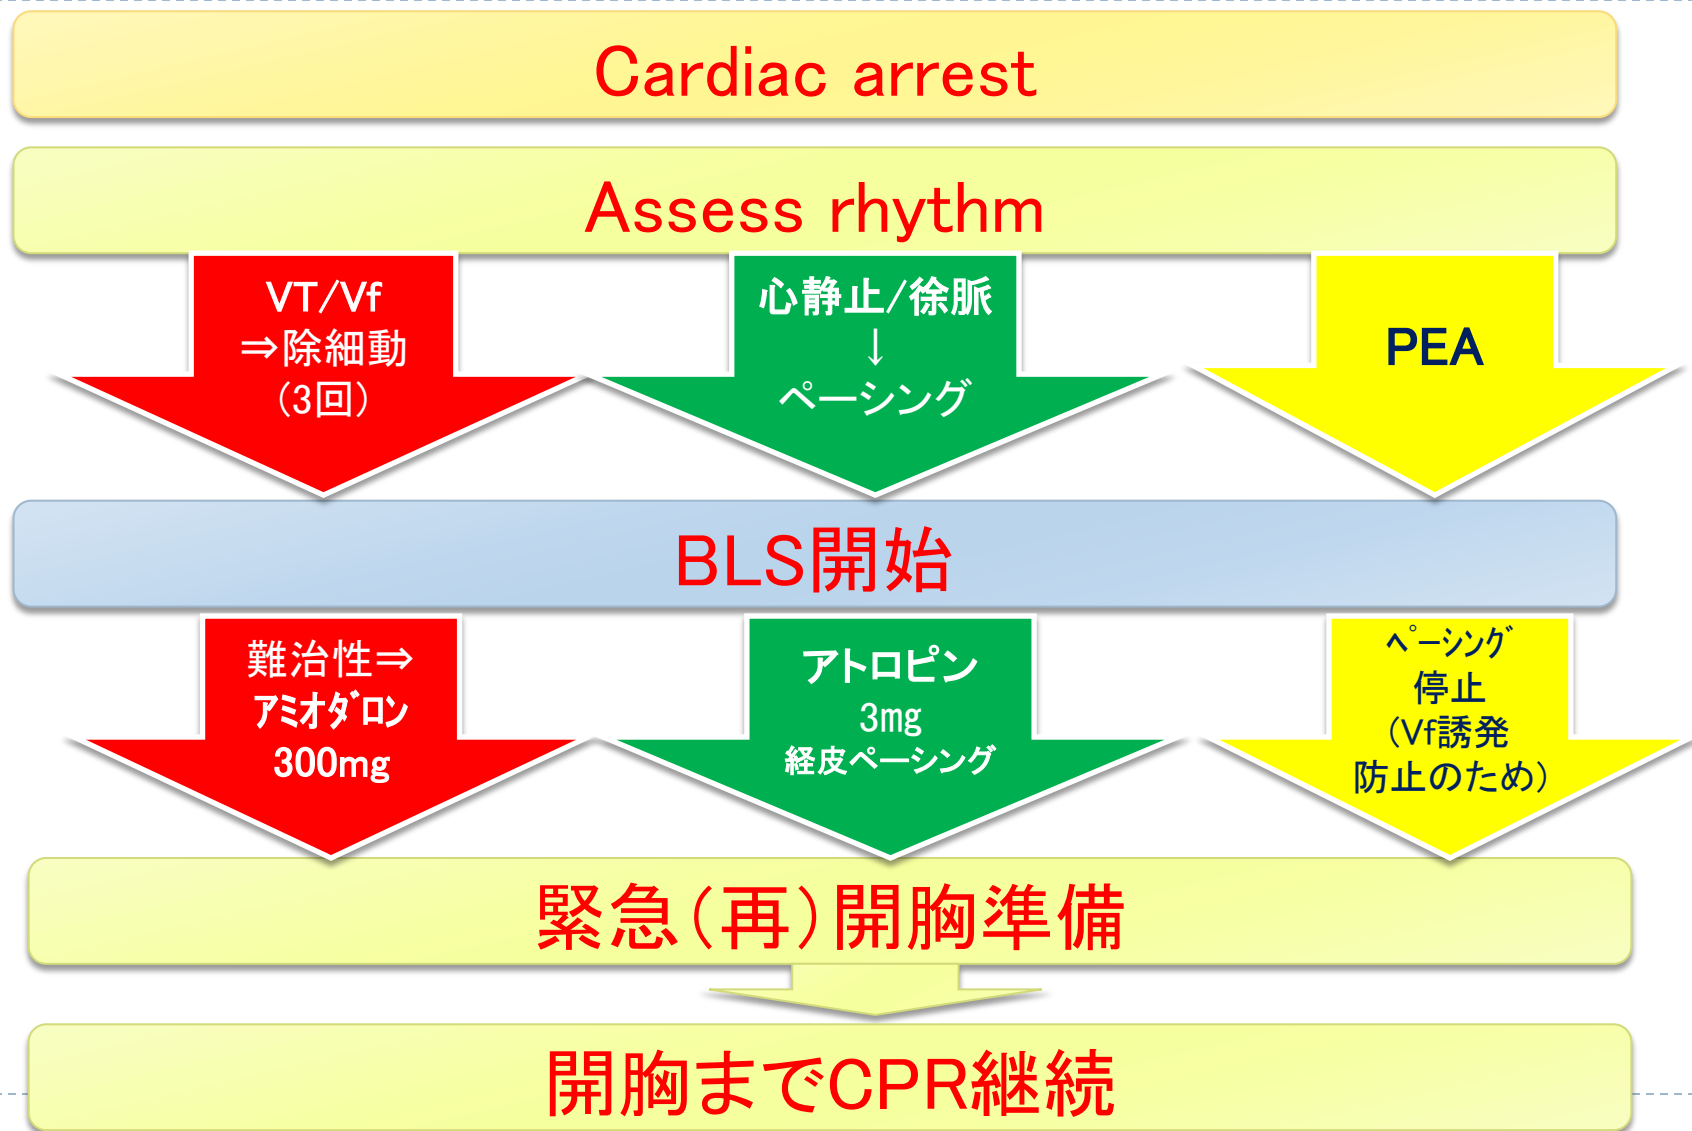 Cardiac arrest
Assess rhythm
VT/Vf
⇒除細動
(3回)
心静止/徐脈
↓
ペーシング
PEA
BLS開始
難治性⇒
ｱﾐｵﾀﾞﾛﾝ
300mg
アトロピン
3mg
経皮ペーシング
ﾍﾟｰｼﾝｸﾞ
停止
(Vf誘発
防止のため)
緊急(再)開胸準備
開胸までCPR継続